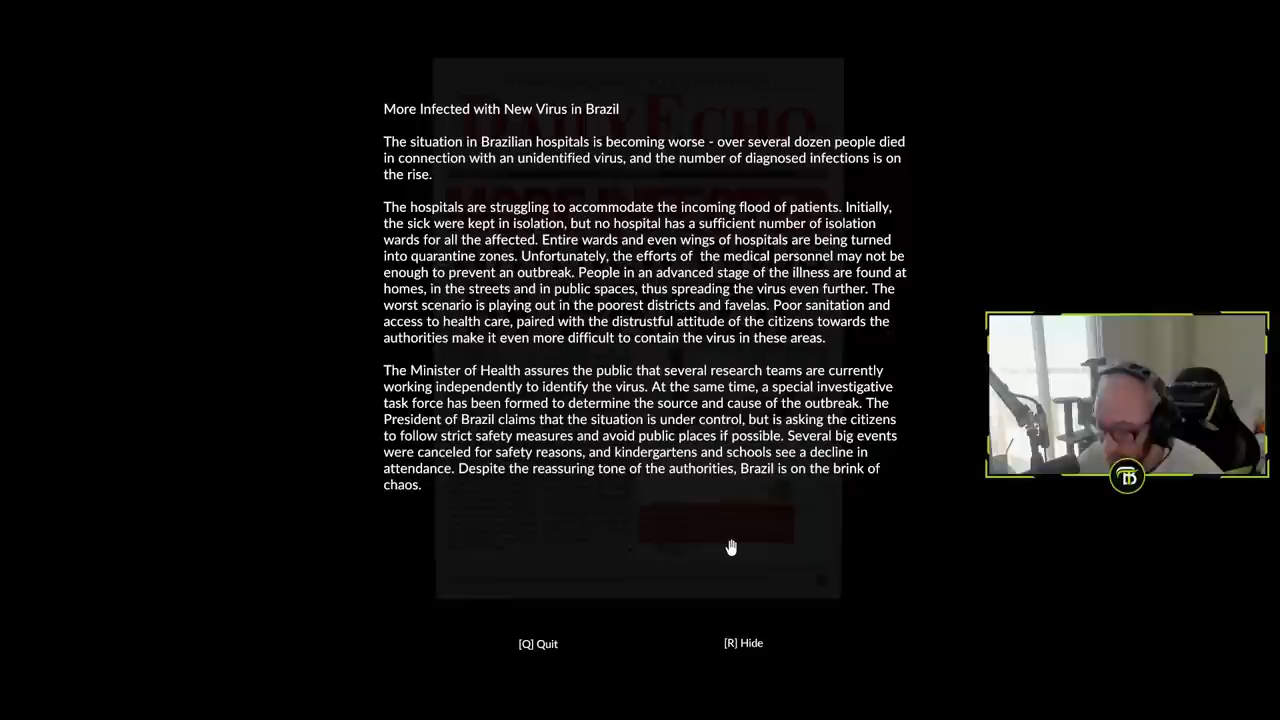 More Infected with New Virus in Brazil
The situation in Brazilian hospitals is becoming worse - over several dozen people died
in connection with an unidentified virus, and the number of diagnosed infections is on
the rise.
The hospitals are struggling to accommodate the incoming flood of patients. Initially,
the sick were kept in isolation, but no hospital has a sufficient number of isolation
wards for all the affected. Entire wards and even wings of hospitals are being turned
into quarantine zones. Unfortunately, the efforts of  the medical personnel may not be
enough to prevent an outbreak. People in an advanced stage of the illness are found at
homes, in the streets and in public spaces, thus spreading the virus even further. The
worst scenario is playing out in the poorest districts and favelas. Poor sanitation and
access to health care, paired with the distrustful attitude of the citizens towards the
authorities make it even more difficult to contain the virus in these areas.
The Minister of Health assures the public that several research teams are currently
working independently to identify the virus. At the same time, a special investigative
task force has been formed to determine the source and cause of the outbreak. The
President of Brazil claims that the situation is under control, but is asking the citizens
to follow strict safety measures and avoid public places if possible. Several big events
were canceled for safety reasons, and kindergartens and schools see a decline in
attendance. Despite the reassuring tone of the authorities, Brazil is on the brink of
chaos.
[Q] Quit
[R] Hide